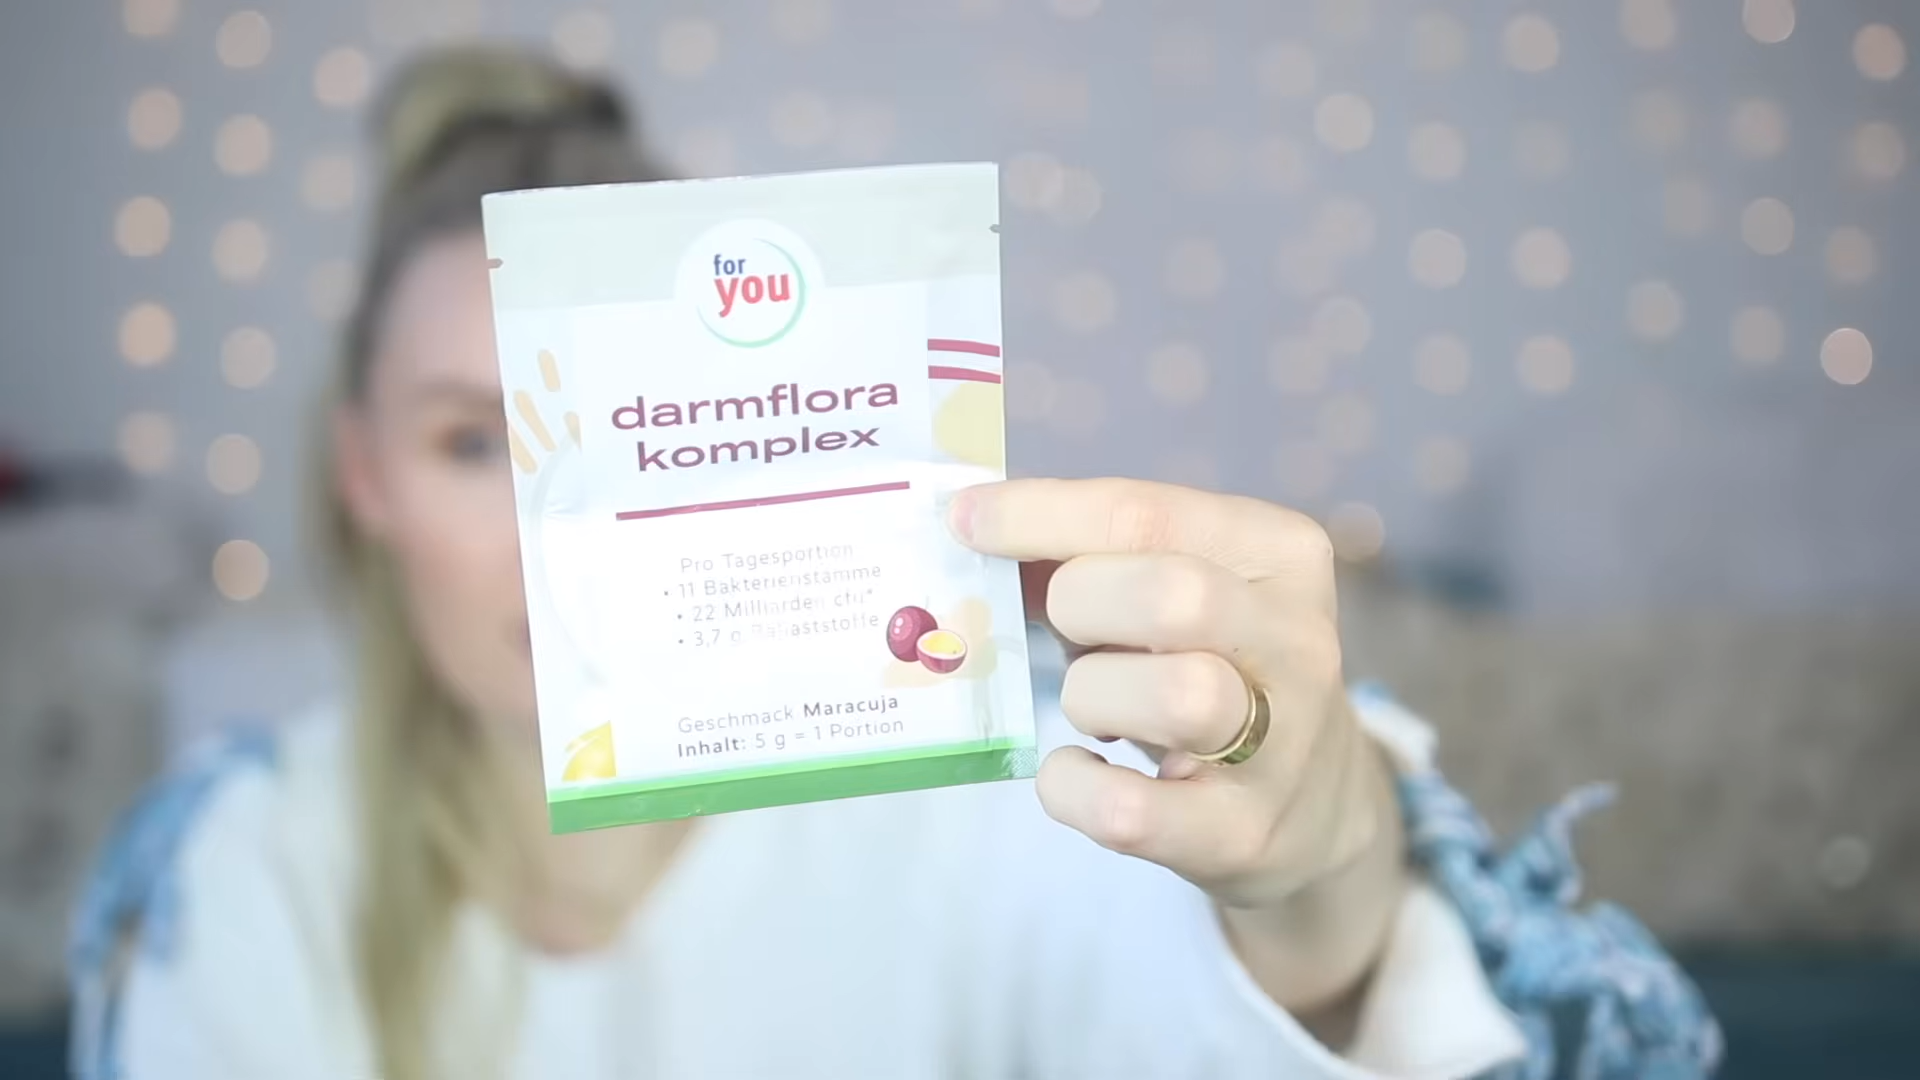 for
you
darmflora
komplex
Pro Tagesportion
• 11 Bakterienstämme
• 22 Milliarden cfu*
• 3,7 g Ballaststoffe
Geschmack Maracuja
Inhalt: 5 g = 1 Portion